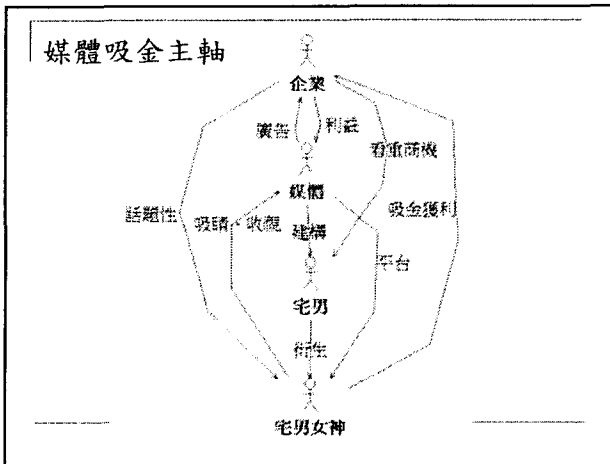 媒體吸金主軸
企業
廣告
利益
看重商機
媒體
話題性
吸睛、收視
建構
吸金獲利
平台
宅男
衍生
宅男女神